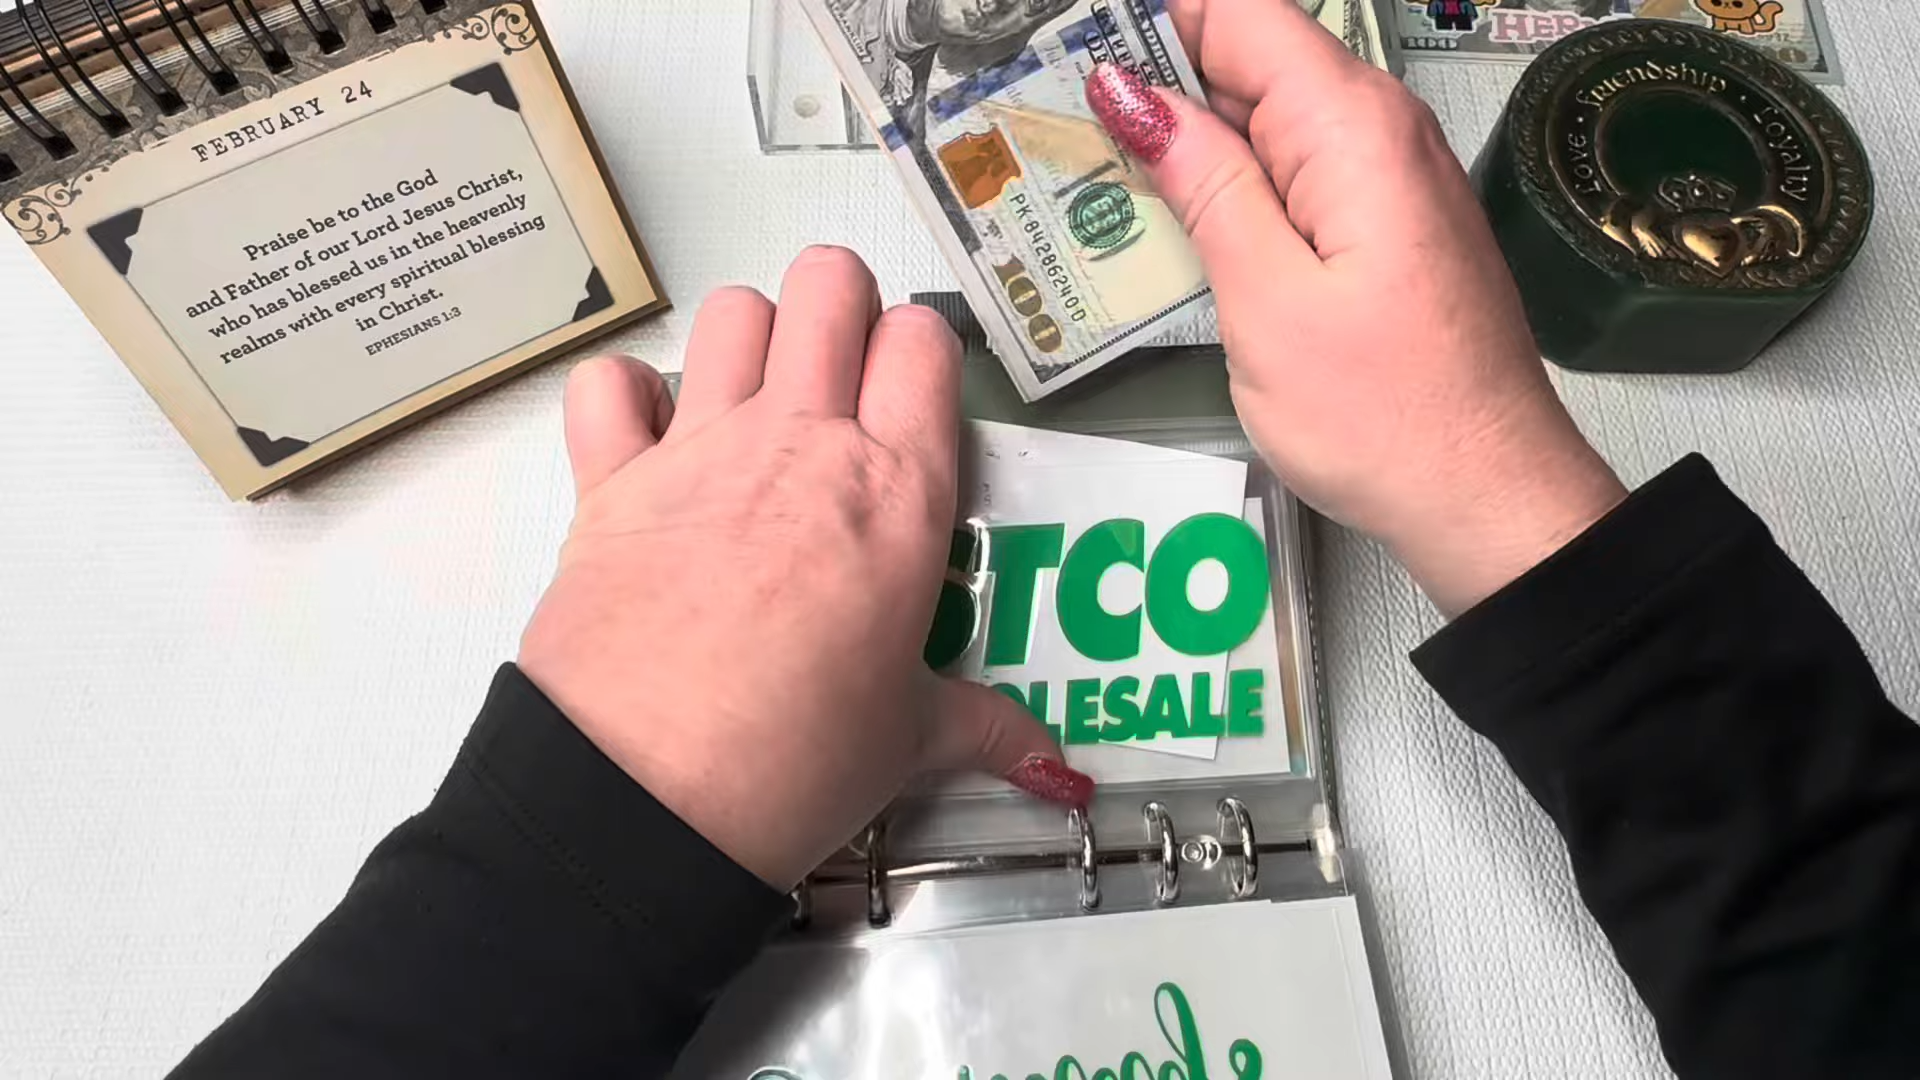 FEBRUARY 24
Praise be to the God
and Father of our Lord Jesus Christ,
who has blessed us in the heavenly
realms with every spiritual blessing
in Christ.
EPHESIANS 1:3
PK 84286240 D
100
LOVE · FRIENDSHIP · LOYALTY
100
STCO
OLESALE